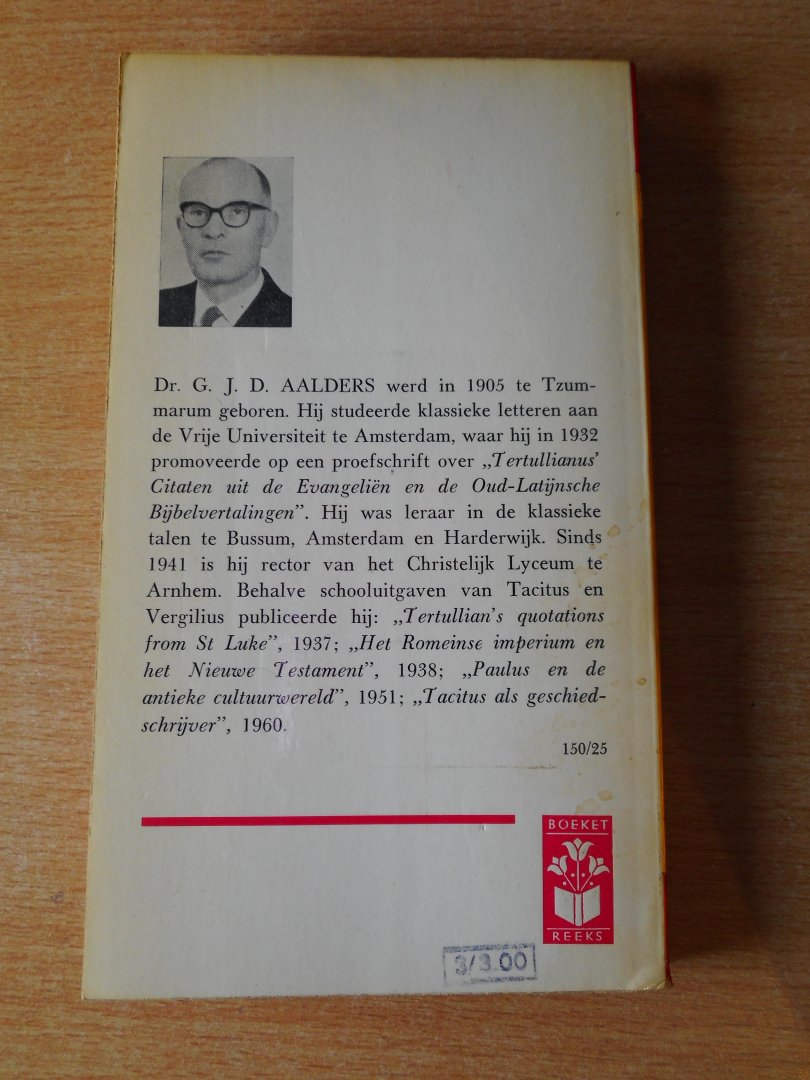 Dr. G. J. D. AALDERS werd in 1905 te Tzum-
marum geboren. Hij studeerde klassieke letteren aan
de Vrije Universiteit te Amsterdam, waar hij in 1932
promoveerde op een proefschrift over „Tertullianus’
Citaten uit de Evangeliën en de Oud-Latijnsche
Bijbelvertalingen”. Hij was leraar in de klassieke
talen te Bussum, Amsterdam en Harderwijk. Sinds
1941 is hij rector van het Christelijk Lyceum te
Arnhem. Behalve schooluitgaven van Tacitus en
Vergilius publiceerde hij: „Tertullian’s quotations
from St Luke”, 1937; „Het Romeinse imperium en
het Nieuwe Testament”, 1938; „Paulus en de
antieke cultuurwereld”, 1951; „Tacitus als geschied-
schrijver”, 1960.
150/25
BOEKET
REEKS
3/3.00